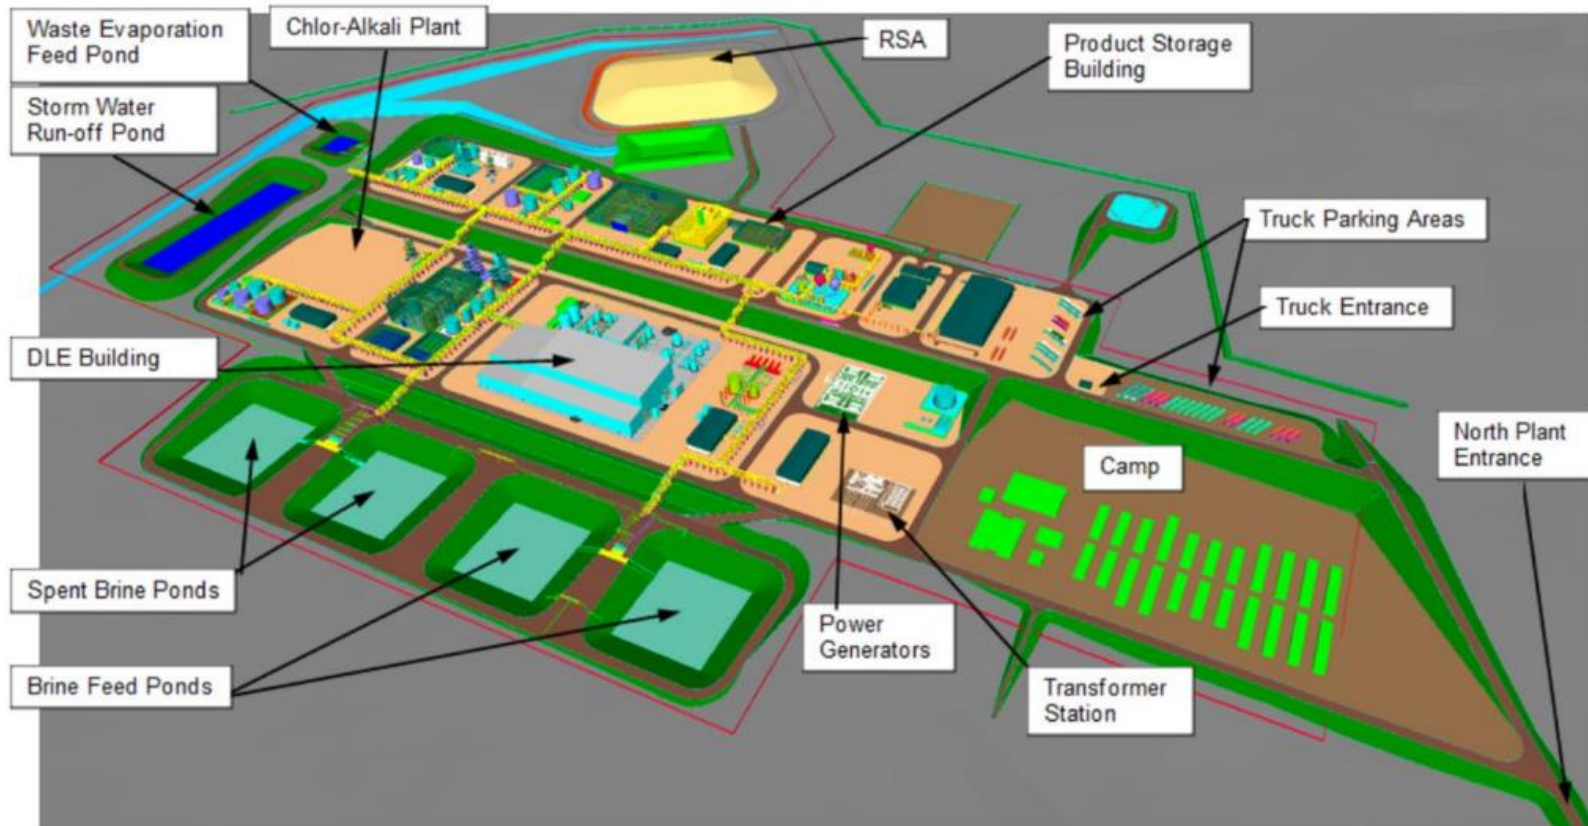 Waste Evaporation
Feed Pond
Chlor-Alkali Plant
RSA
Product Storage
Building
Storm Water
Run-off Pond
Truck Parking Areas
Truck Entrance
DLE Building
North Plant
Entrance
Camp
Spent Brine Ponds
Power
Generators
Brine Feed Ponds
Transformer
Station